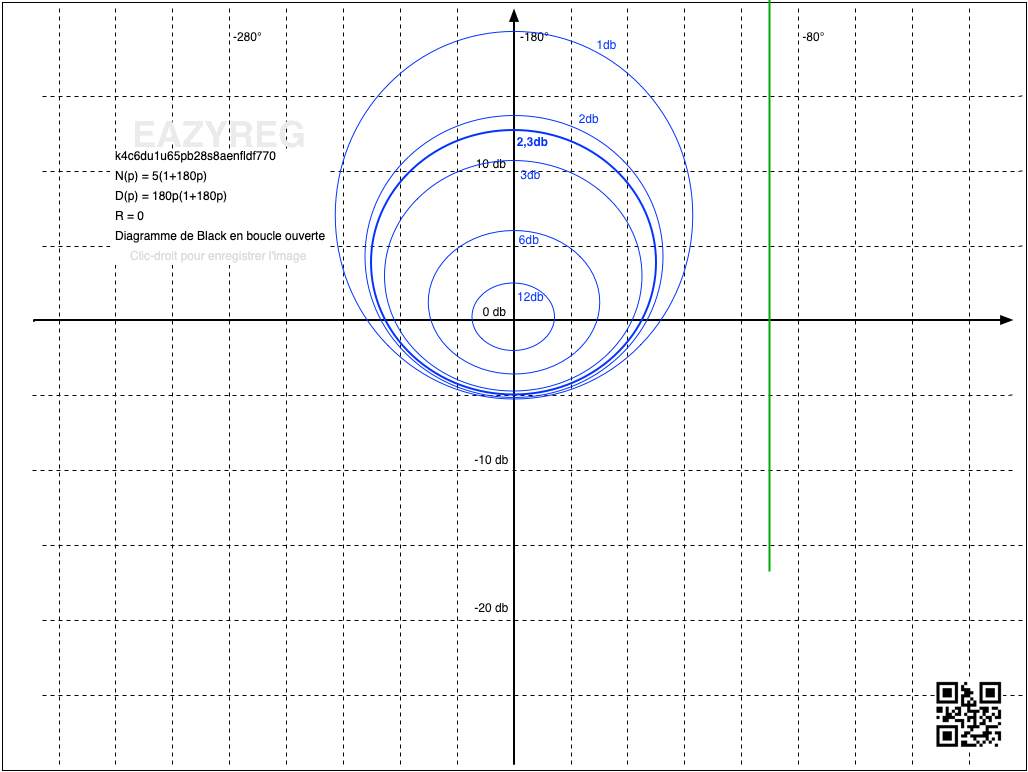 -280°
-180°
-80°
1db
2db
2,3db
10 db
3db
6db
12db
0 db
-10 db
-20 db
EAZYREG
k4c6du1u65pb28s8aenfldf770
N(p) = 5(1+180p)
D(p) = 180p(1+180p)
R = 0
Diagramme de Black en boucle ouverte
Clic-droit pour enregistrer l'image